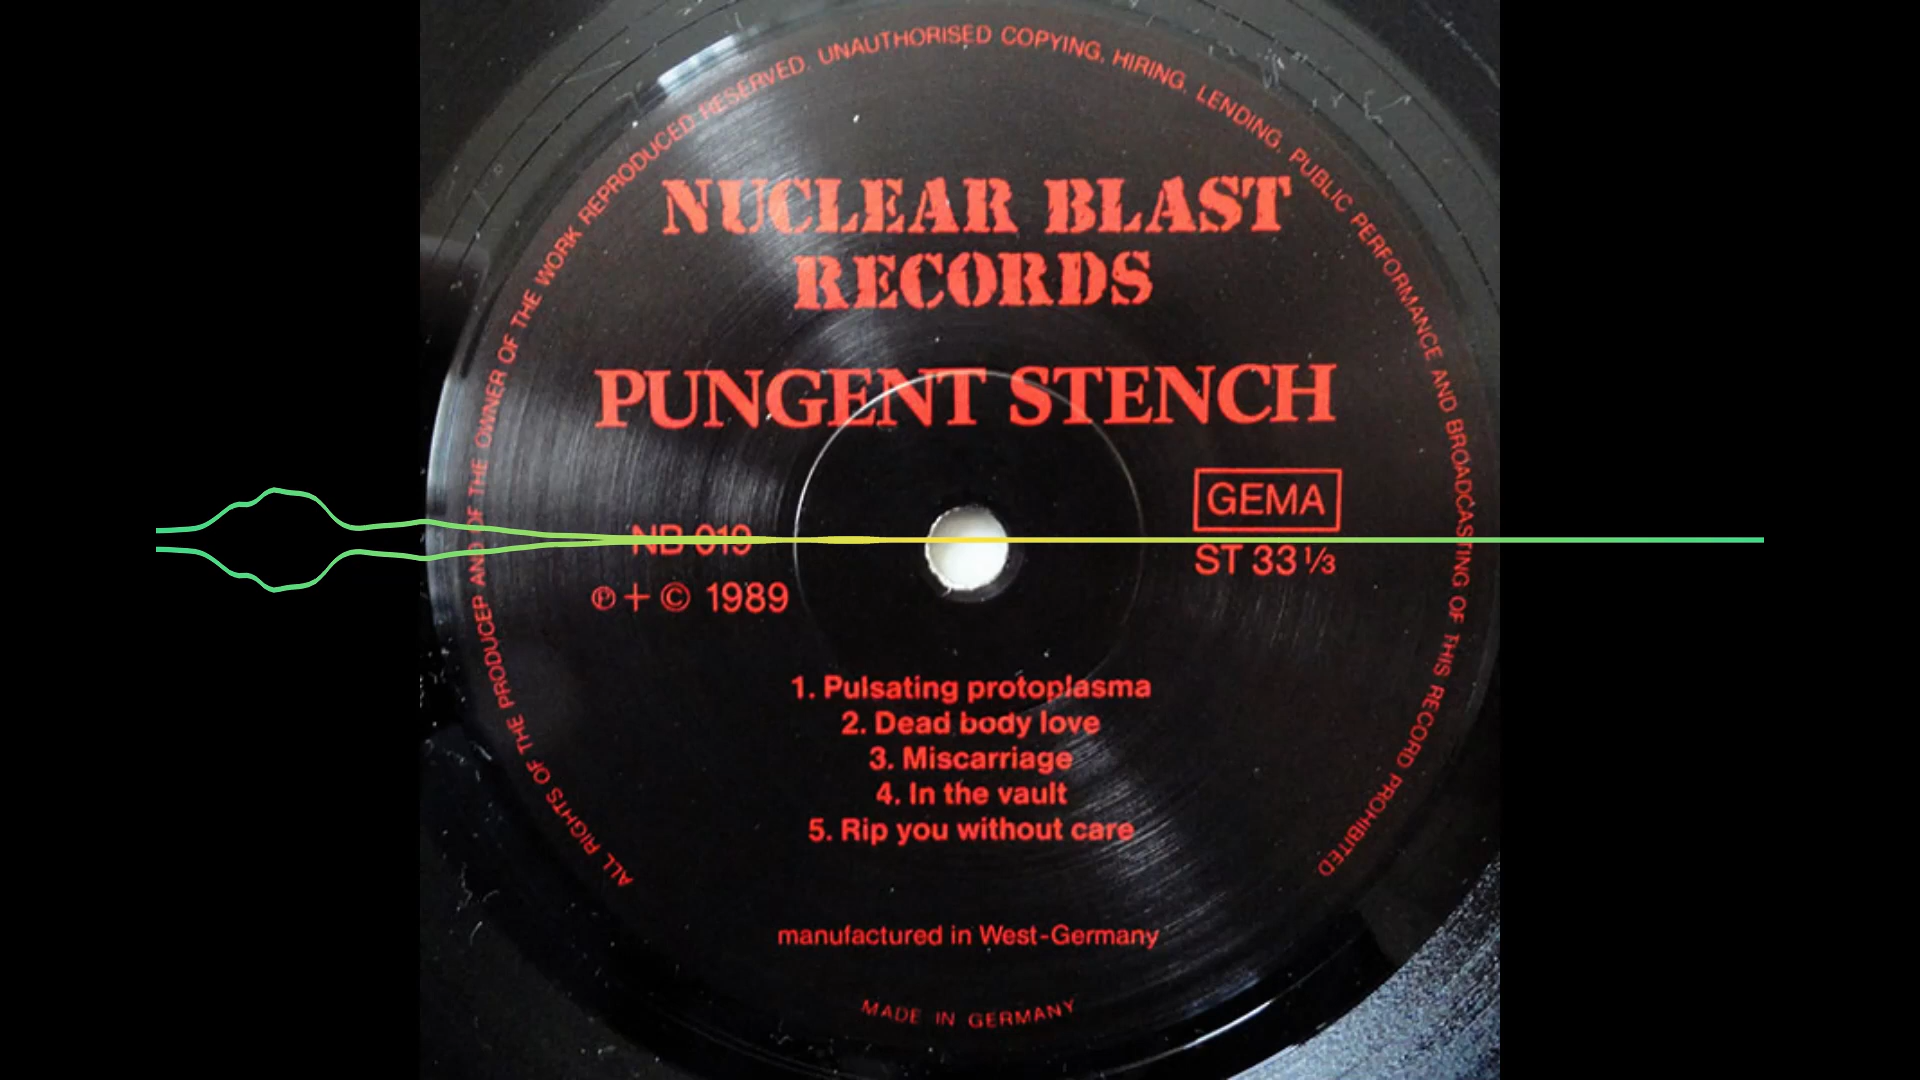 ALL RIGHTS OF THE PRODUCER AND OF THE OWNER OF THE WORK REPRODUCED RESERVED. UNAUTHORISED COPYING, HIRING, LENDING, PUBLIC PERFORMANCE AND BROADCASTING OF THIS RECORD PROHIBITED
NUCLEAR BLAST
RECORDS
PUNGENT STENCH
GEMA
NB 019
ST 33 1/3
℗ + © 1989
1. Pulsating protoplasma
2. Dead body love
3. Miscarriage
4. In the vault
5. Rip you without care
manufactured in West-Germany
MADE IN GERMANY